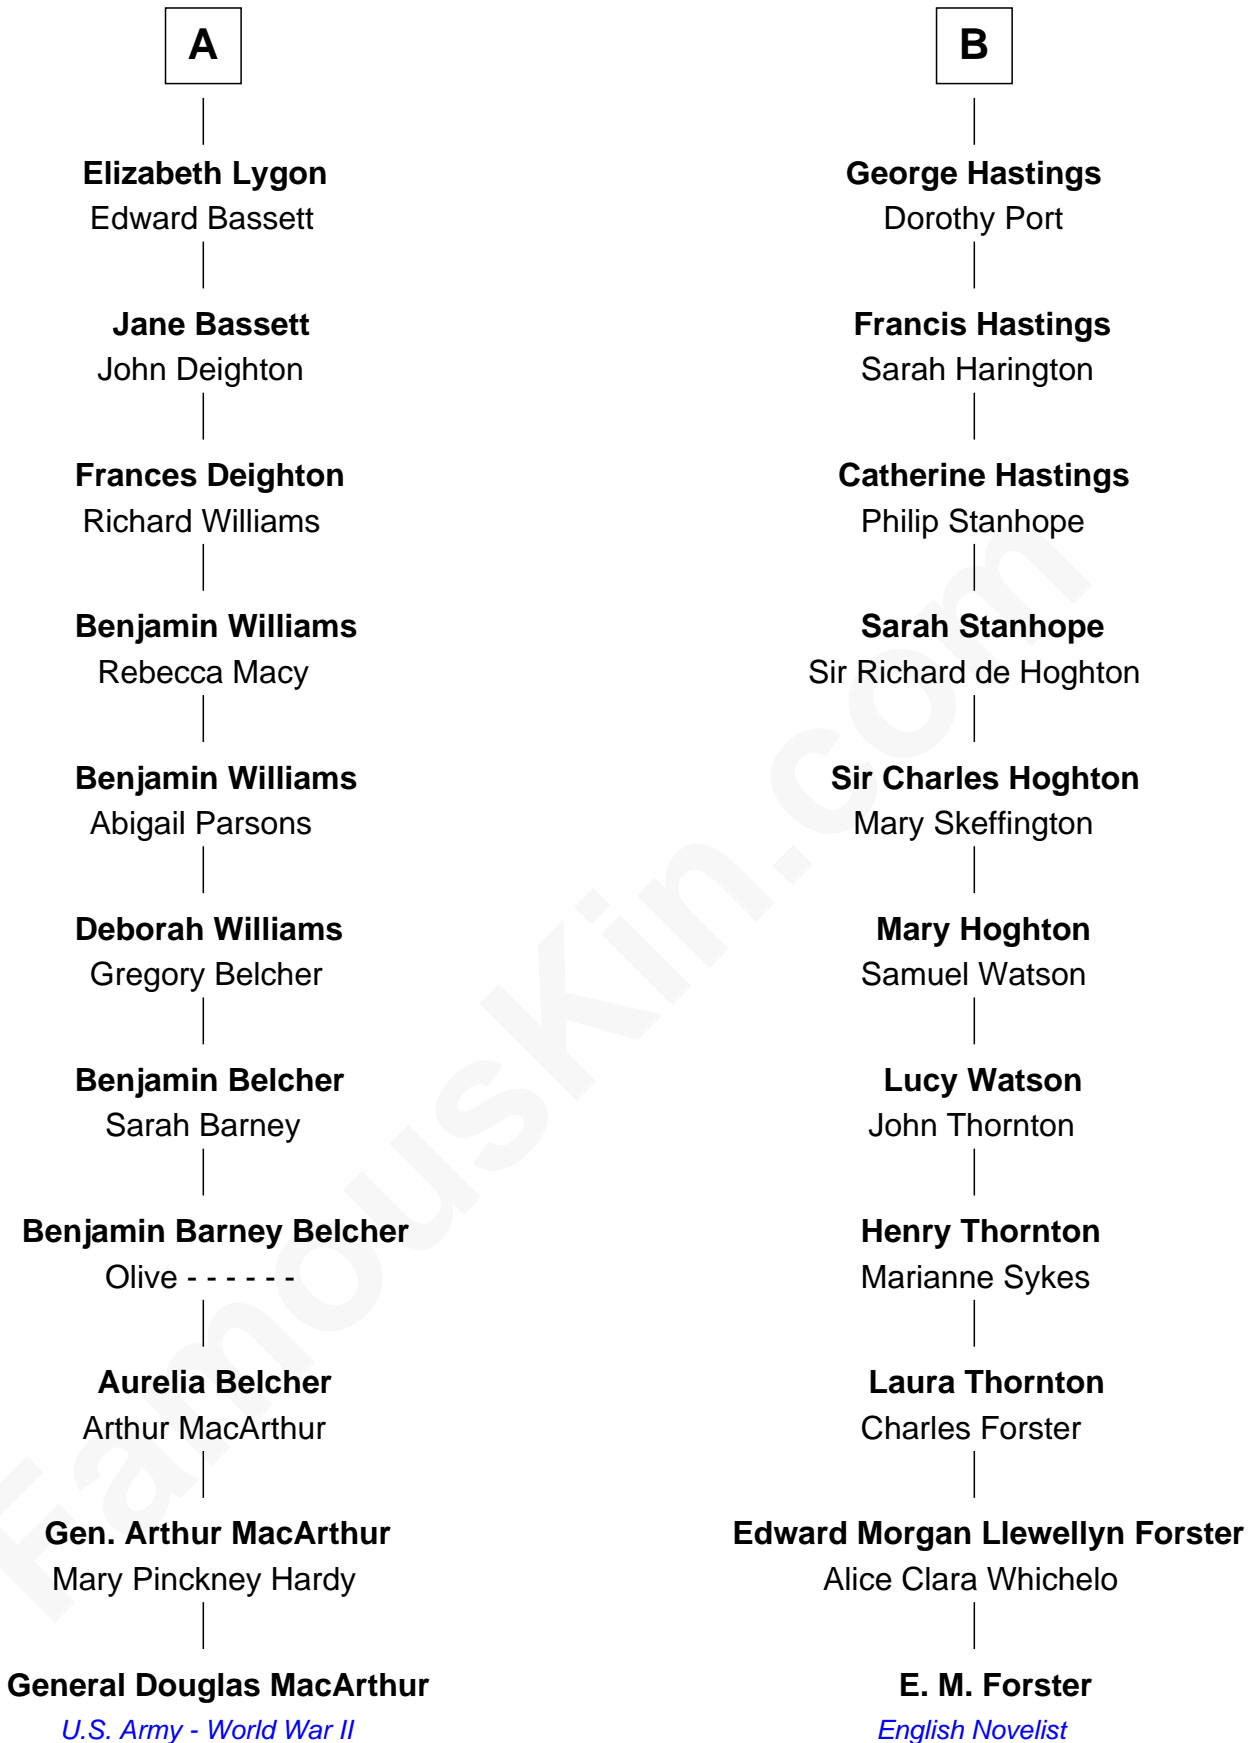 A
Elizabeth Lygon
Edward Bassett
Jane Bassett
John Deighton
Frances Deighton
Richard Williams
Benjamin Williams
Rebecca Macy
Benjamin Williams
Abigail Parsons
Deborah Williams
Gregory Belcher
Benjamin Belcher
Sarah Barney
Benjamin Barney Belcher
Olive - - - - - -
Aurelia Belcher
Arthur MacArthur
Gen. Arthur MacArthur
Mary Pinckney Hardy
General Douglas MacArthur
U.S. Army - World War II
B
George Hastings
Dorothy Port
Francis Hastings
Sarah Harington
Catherine Hastings
Philip Stanhope
Sarah Stanhope
Sir Richard de Hoghton
Sir Charles Hoghton
Mary Skeffington
Mary Hoghton
Samuel Watson
Lucy Watson
John Thornton
Henry Thornton
Marianne Sykes
Laura Thornton
Charles Forster
Edward Morgan Llewellyn Forster
Alice Clara Whichelo
E. M. Forster
English Novelist
FamousKin.com